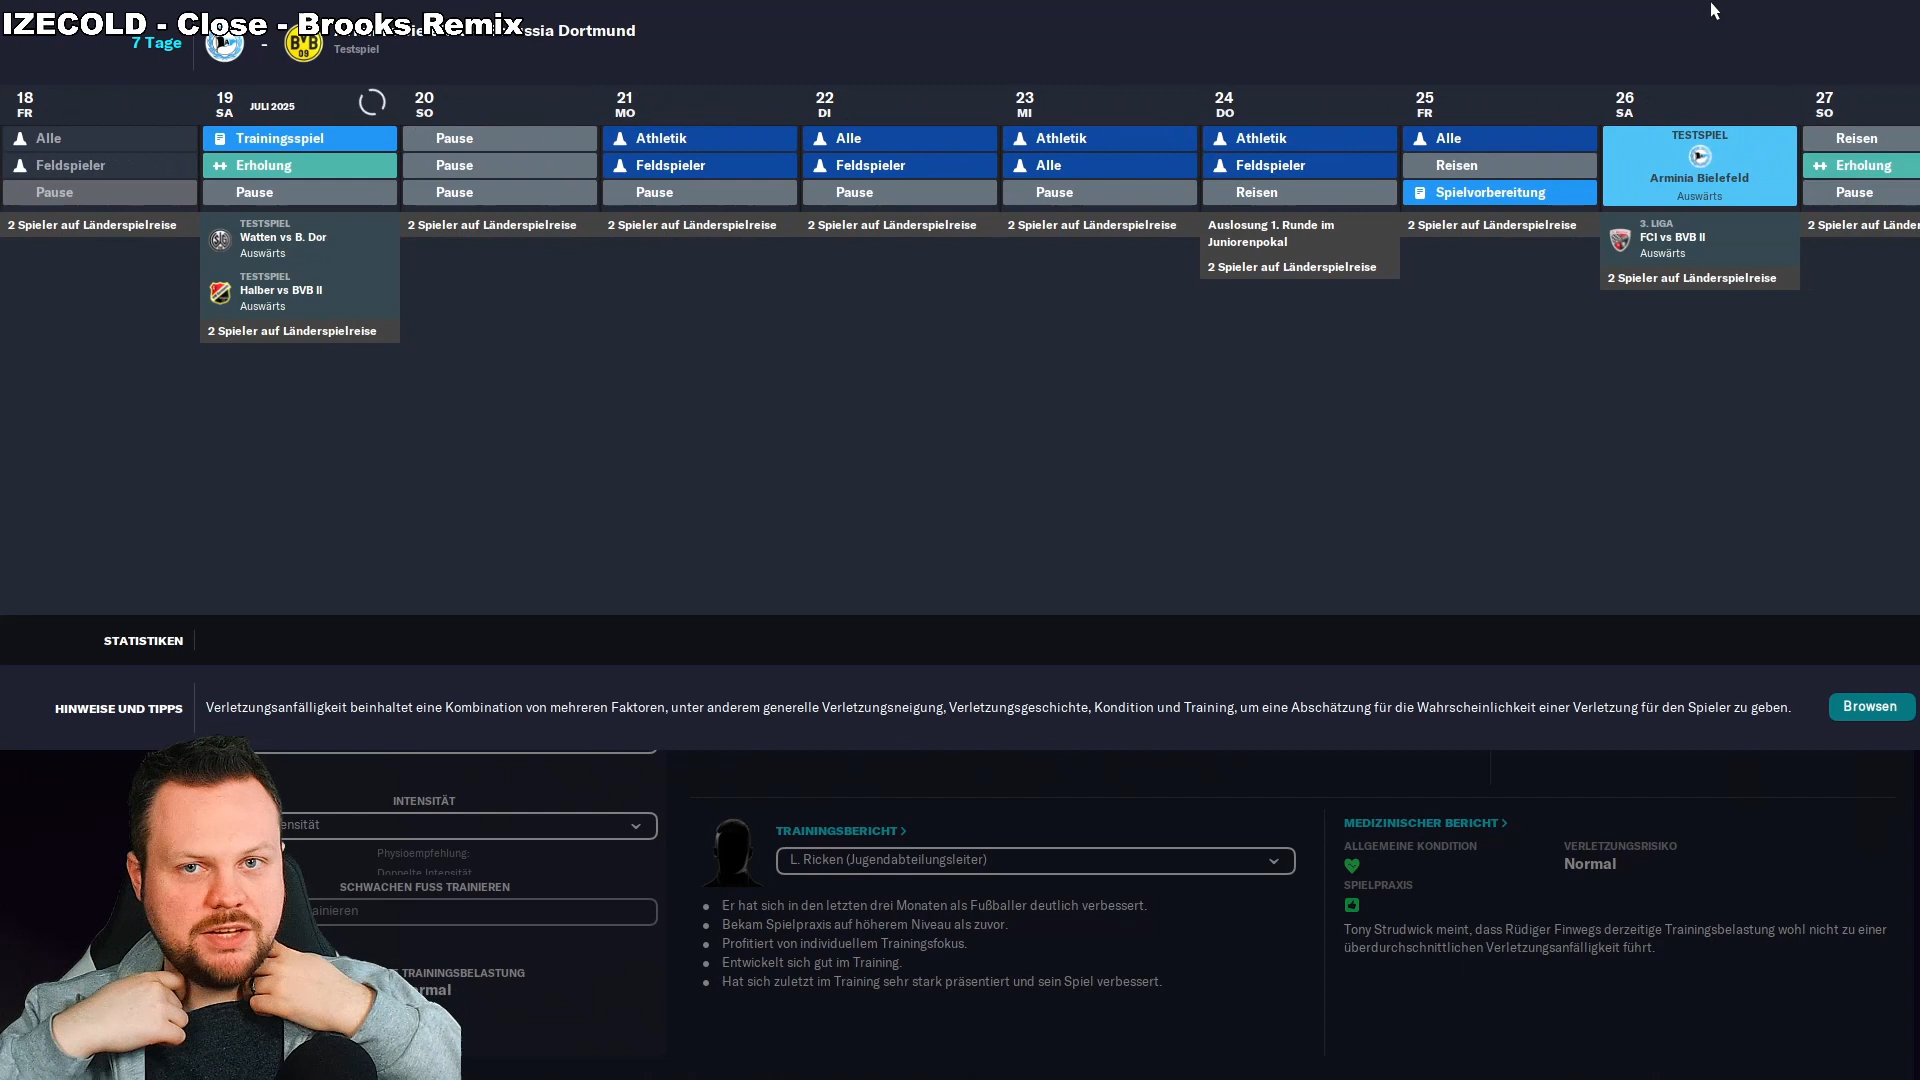 IZECOLD - Close - Brooks Remix
ssia Dortmund
7 Tage
-
BVB
09
Testspiel
18
FR
19
SA
JULI 2025
20
SO
21
MO
22
DI
23
MI
24
DO
25
FR
26
SA
27
SO
Alle
Feldspieler
Pause
2 Spieler auf Länderspielreise
Trainingsspiel
Erholung
Pause
TESTSPIEL
Watten vs B. Dor
Auswärts
TESTSPIEL
Halber vs BVB II
Auswärts
2 Spieler auf Länderspielreise
Pause
Pause
Pause
2 Spieler auf Länderspielreise
Athletik
Feldspieler
Pause
2 Spieler auf Länderspielreise
Alle
Feldspieler
Pause
2 Spieler auf Länderspielreise
Athletik
Alle
Pause
2 Spieler auf Länderspielreise
Athletik
Feldspieler
Reisen
Auslosung 1. Runde im
Juniorenpokal
2 Spieler auf Länderspielreise
Alle
Reisen
Spielvorbereitung
2 Spieler auf Länderspielreise
TESTSPIEL
Arminia Bielefeld
Auswärts
3. LIGA
FCI vs BVB II
Auswärts
2 Spieler auf Länderspielreise
Reisen
Erholung
Pause
2 Spieler auf Länder
STATISTIKEN
HINWEISE UND TIPPS
Verletzungsanfälligkeit beinhaltet eine Kombination von mehreren Faktoren, unter anderem generelle Verletzungsneigung, Verletzungsgeschichte, Kondition und Training, um eine Abschätzung für die Wahrscheinlichkeit einer Verletzung für den Spieler zu geben.
Browsen
INTENSITÄT
ensität
Physioempfehlung:
Doppelte Intensität
SCHWACHEN FUSS TRAINIEREN
ainieren
TRAININGSBELASTUNG
rmal
TRAININGSBERICHT >
L. Ricken (Jugendabteilungsleiter)
Er hat sich in den letzten drei Monaten als Fußballer deutlich verbessert.
Bekam Spielpraxis auf höherem Niveau als zuvor.
Profitiert von individuellem Trainingsfokus.
Entwickelt sich gut im Training.
Hat sich zuletzt im Training sehr stark präsentiert und sein Spiel verbessert.
MEDIZINISCHER BERICHT >
ALLGEMEINE KONDITION
VERLETZUNGSRISIKO
Normal
SPIELPRAXIS
Tony Strudwick meint, dass Rüdiger Finwegs derzeitige Trainingsbelastung wohl nicht zu einer
überdurchschnittlichen Verletzungsanfälligkeit führt.